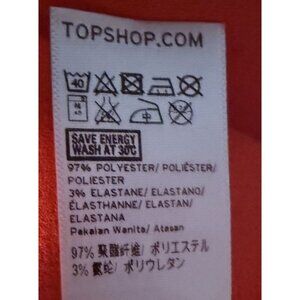 TOPSHOP.COM
40
SAVE ENERGY
WASH AT 30C
97% POLYESTER/ POLIÉSTER/
POLIESTER
3% ELASTANE/ ELASTANO/
ÉLASTHANNE/ ELASTAN/
ELASTANA
Pakaian Wanita/ Atasan
97% 聚酯纤维/ ポリエステル
3% 氨纶/ ポリウレタン